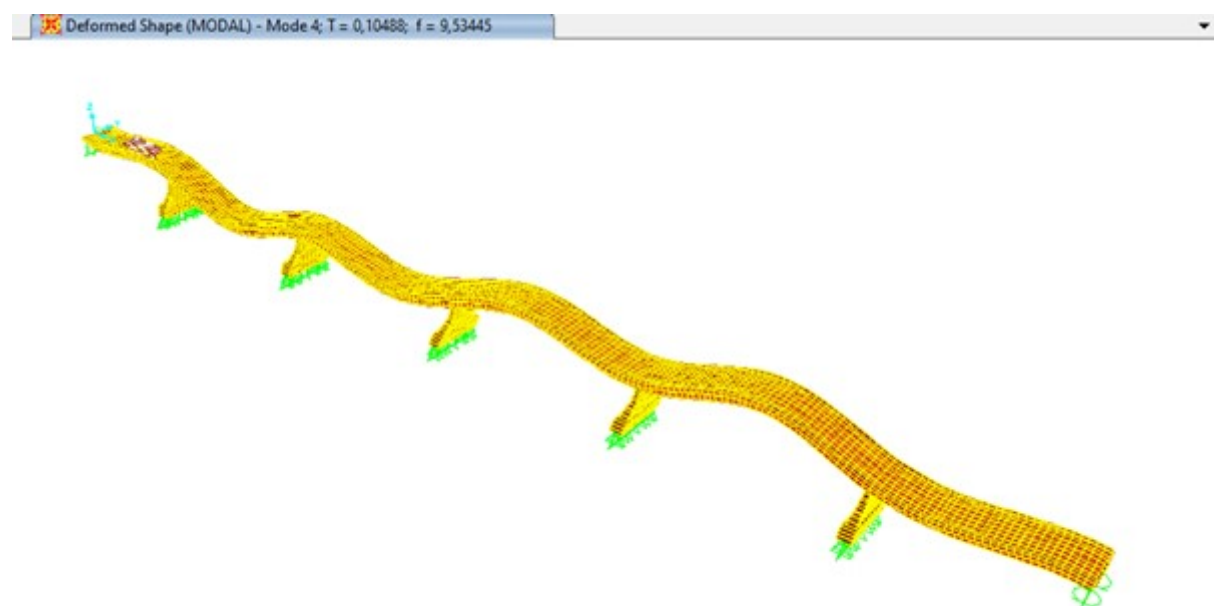 Deformed Shape (MODAL) - Mode 4; T = 0,10488; f = 9,53445